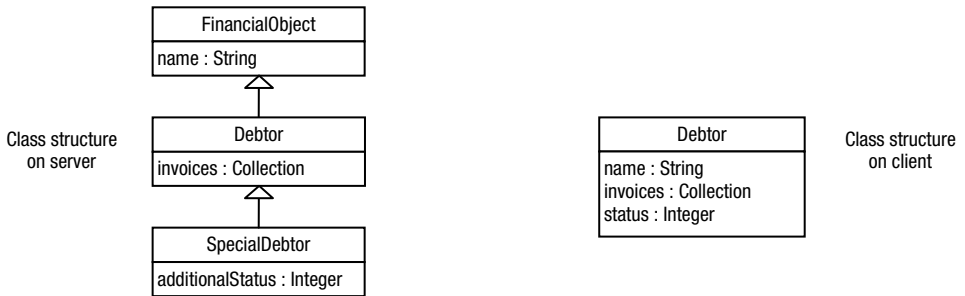 FinancialObject
name : String
Class structure
on server
Debtor
invoices : Collection
SpecialDebtor
additionalStatus : Integer
Debtor
name : String
invoices : Collection
status : Integer
Class structure
on client